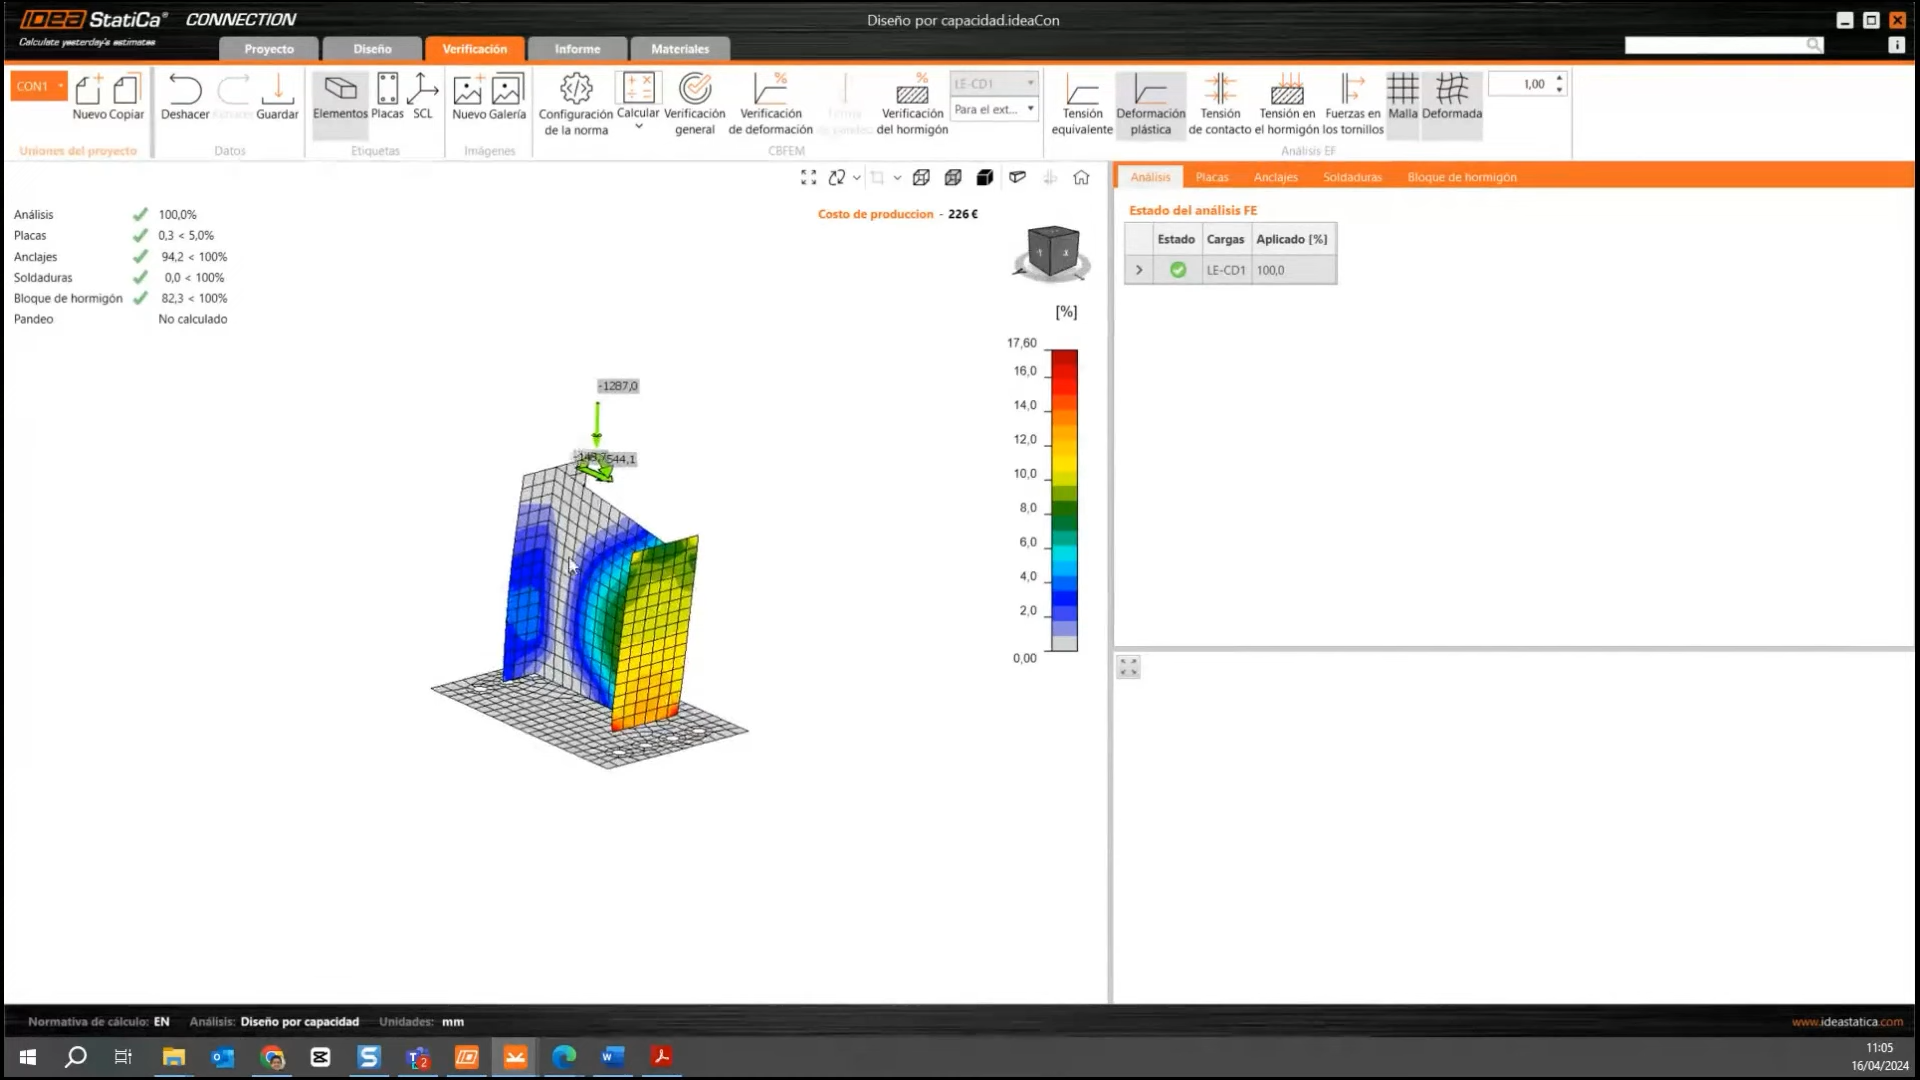 IDEA StatiCa® CONNECTION
Calculate yesterday's estimates
Diseño por capacidad.ideaCon
Proyecto
Diseño
Verificación
Informe
Materiales
CON1
Nuevo Copiar
Uniones del proyecto
Deshacer
Guardar
Datos
Elementos Placas SCL
Etiquetas
Nuevo Galería
Imágenes
Configuración de la norma
Calcular
Verificación general
Verificación de deformación
Verificación del hormigón
LE-CD1
Para el ext...
CBFEM
Tensión equivalente
Deformación plástica
Tensión de contacto
Tensión en el hormigón
Fuerzas en los tornillos
Malla
Deformada
1,00
Análisis EF
Análisis 100,0%
Placas 0,3 < 5,0%
Anclajes 94,2 < 100%
Soldaduras 0,0 < 100%
Bloque de hormigón 82,3 < 100%
Pandeo No calculado
Costo de produccion - 226 €
[%]
17,60
16,0
14,0
12,0
10,0
8,0
6,0
4,0
2,0
0,00
-1287,0
544,1
Análisis
Placas
Anclajes
Soldaduras
Bloque de hormigón
Estado del análisis FE
Estado Cargas Aplicado [%]
LE-CD1 100,0
Normativa de cálculo: EN Análisis: Diseño por capacidad Unidades: mm
www.ideastatica.com
11:05
16/04/2024